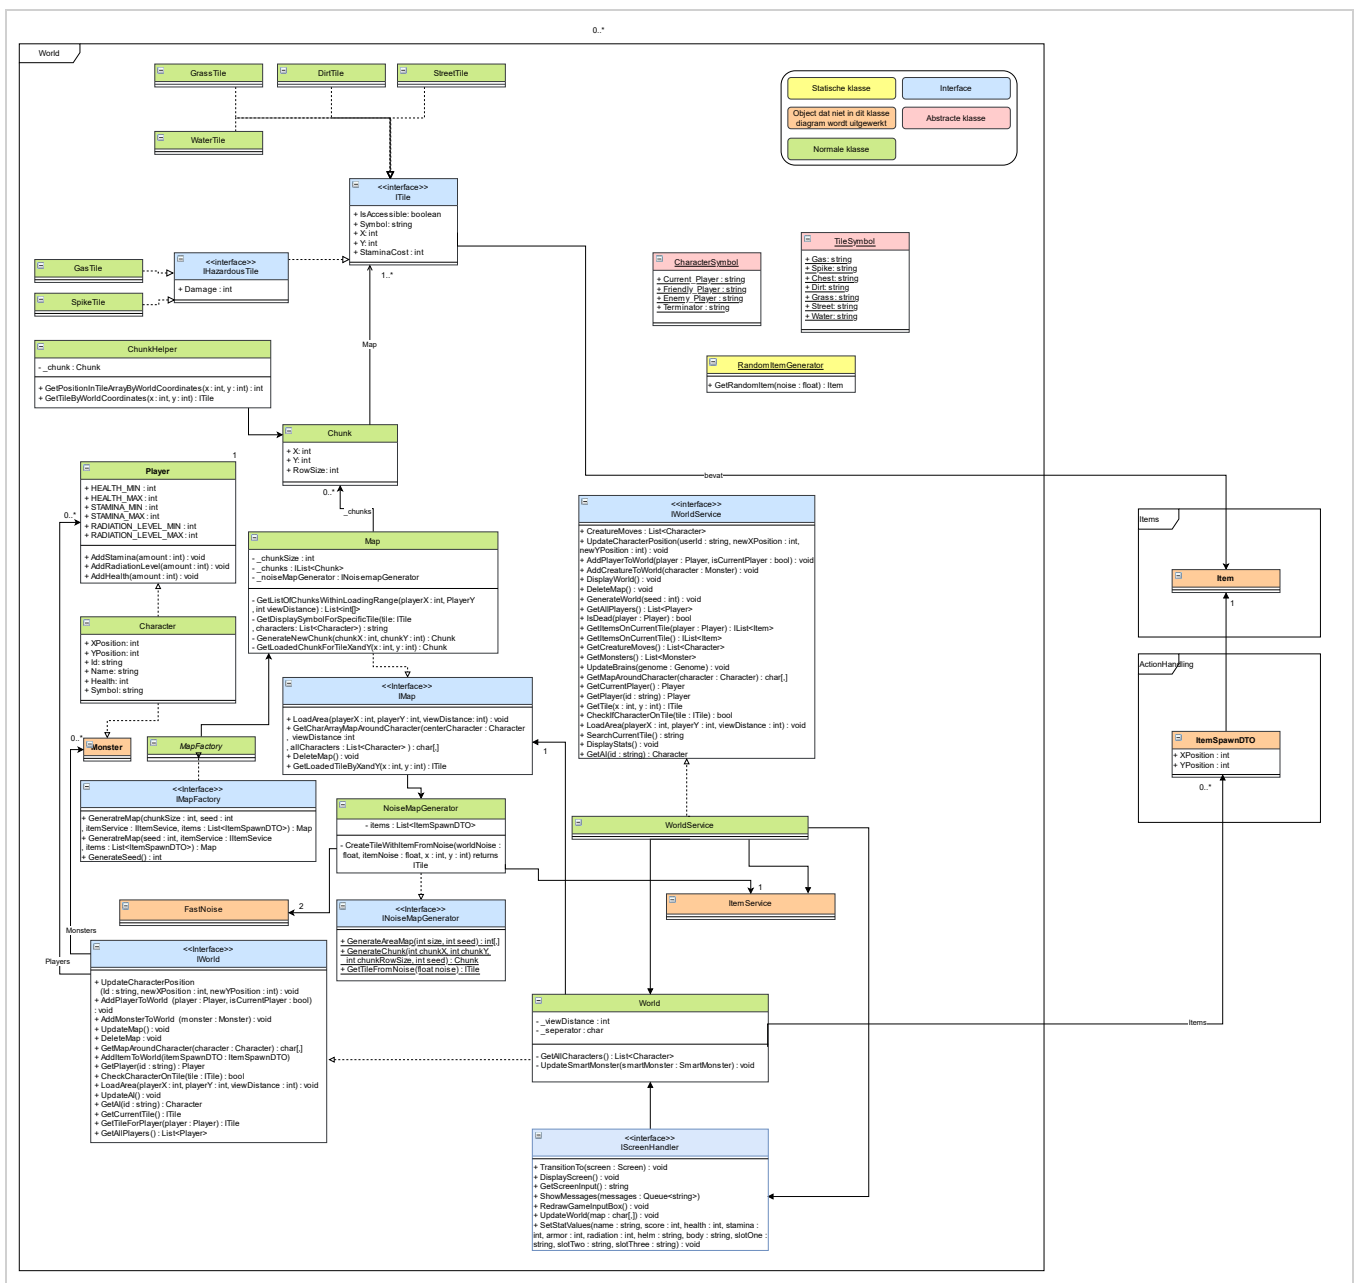 0..*
World
GrassTile
DirtTile
StreetTile
WaterTile
Statische klasse
Interface
Object dat niet in dit klasse
diagram wordt uitgewerkt
Abstracte klasse
Normale klasse
<<interface>>
ITile
+ IsAccessible: boolean
+ Symbol: string
+ X: int
+ Y: int
+ StaminaCost : int
1..*
GasTile
SpikeTile
<<interface>>
IHazardousTile
+ Damage : int
CharacterSymbol
+ Current_Player : string
+ Friendly_Player : string
+ Enemy_Player : string
+ Terminator : string
TileSymbol
+ Gas: string
+ Spike: string
+ Chest: string
+ Dirt: string
+ Grass: string
+ Street: string
+ Water: string
RandomItemGenerator
+ GetRandomItem(noise : float) : Item
ChunkHelper
- _chunk : Chunk
+ GetPositionInTileArrayByWorldCoordinates(x : int, y : int) : int
+ GetTileByWorldCoordinates(x : int, y : int) : ITile
Map
Chunk
+ X: int
+ Y: int
+ RowSize: int
0..*
_chunks
1
Player
+ HEALTH_MIN : int
+ HEALTH_MAX : int
+ STAMINA_MIN : int
+ STAMINA_MAX : int
+ RADIATION_LEVEL_MIN : int
+ RADIATION_LEVEL_MAX : int
+ AddStamina(amount : int) : void
+ AddRadiationLevel(amount : int) : void
+ AddHealth(amount : int) : void
0..*
Character
+ XPosition: int
+ YPosition: int
+ Id: string
+ Name: string
+ Health: int
+ Symbol: string
0..*
Monster
Map
- _chunkSize : int
- _chunks : IList<Chunk>
- _noiseMapGenerator : INoisemapGenerator
- GetListOfChunksWithinLoadingRange(playerX : int, PlayerY
, int viewDistance) : List<int[]>
- GetDisplaySymbolForSpecificTile(tile: ITile
, characters: List<Character>) : string
- GenerateNewChunk(chunkX : int, chunkY : int) : Chunk
- GetLoadedChunkForTileXandY(x : int, y : int) : Chunk
<<Interface>>
IMap
+ LoadArea(playerX : int, playerY : int, viewDistance: int) : void
+ GetCharArrayMapAroundCharacter(centerCharacter : Character
, viewDistance :int
, allCharacters : List<Character> ) : char[,]
+ DeleteMap() : void
+ GetLoadedTileByXandY(x : int, y : int) : ITile
1
MapFactory
<<Interface>>
IMapFactory
+ GeneratreMap(chunkSize : int, seed : int
, itemService : IItemSevice, items : List<ItemSpawnDTO>) : Map
+ GeneratreMap(seed : int, itemService : IItemSevice
, items : List<ItemSpawnDTO>) : Map
+ GenerateSeed() : int
<<interface>>
IWorldService
+ CreatureMoves : List<Character>
+ UpdateCharacterPosition(userId : string, newXPosition : int,
newYPosition : int) : void
+ AddPlayerToWorld(player : Player, isCurrentPlayer : bool) : void
+ AddCreatureToWorld(character : Monster) : void
+ DisplayWorld() : void
+ DeleteMap() : void
+ GenerateWorld(seed : int) : void
+ GetAllPlayers() : List<Player>
+ IsDead(player : Player) : bool
+ GetItemsOnCurrentTile(player : Player) : IList<Item>
+ GetItemsOnCurrentTile() : IList<Item>
+ GetCreatureMoves() : List<Character>
+ GetMonsters() : List<Monster>
+ UpdateBrains(genome : Genome) : void
+ GetMapAroundCharacter(character : Character) : char[,]
+ GetCurrentPlayer() : Player
+ GetPlayer(id : string) : Player
+ GetTile(x : int, y : int) : ITile
+ CheckIfCharacterOnTile(tile : ITile) : bool
+ LoadArea(playerX : int, playerY : int, viewDistance : int) : void
+ SearchCurrentTile() : string
+ DisplayStats() : void
+ GetAI(id : string) : Character
bevat
Items
Item
1
ActionHandling
ItemSpawnDTO
+ XPosition : int
+ YPosition : int
0..*
NoiseMapGenerator
- items : List<ItemSpawnDTO>
- CreateTileWithItemFromNoise(worldNoise :
float, itemNoise : float, x : int, y : int) returns
ITile
WorldService
1
ItemService
2
FastNoise
<<Interface>>
INoiseMapGenerator
+ GenerateAreaMap(int size, int seed) : int[,]
+ GenerateChunk(int chunkX, int chunkY,
int chunkRowSize, int seed) : Chunk
+ GetTileFromNoise(float noise) : ITile
Monsters
Players
<<Interface>>
IWorld
+ UpdateCharacterPosition
(Id : string, newXPosition : int, newYPosition : int) : void
+ AddPlayerToWorld (player : Player, isCurrentPlayer : bool)
: void
+ AddMonsterToWorld (monster : Monster) : void
+ UpdateMap() : void
+ DeleteMap : void
+ GetMapAroundCharacter(character : Character) : char[,]
+ AddItemToWorld(itemSpawnDTO : ItemSpawnDTO)
+ GetPlayer(id : string) : Player
+ CheckCharacterOnTile(tile : ITile) : bool
+ LoadArea(playerX : int, playerY : int, viewDistance : int) : void
+ UpdateAI() : void
+ GetAI(id : string) : Character
+ GetCurrentTile() : ITile
+ GetTileForPlayer(player : Player) : ITile
+ GetAllPlayers() : List<Player>
World
- _viewDistance : int
- _seperator : char
- GetAllCharacters() : List<Character>
- UpdateSmartMonster(smartMonster : SmartMonster) : void
Items
<<interface>>
IScreenHandler
+ TransitionTo(screen : Screen) : void
+ DisplayScreen() : void
+ GetScreenInput() : string
+ ShowMessages(messages : Queue<string>)
+ RedrawGameInputBox() : void
+ UpdateWorld(map : char[,]) : void
+ SetStatValues(name : string, score : int, health : int, stamina :
int, armor : int, radiation : int, helm : string, body : string, slotOne :
string, slotTwo : string, slotThree : string) : void